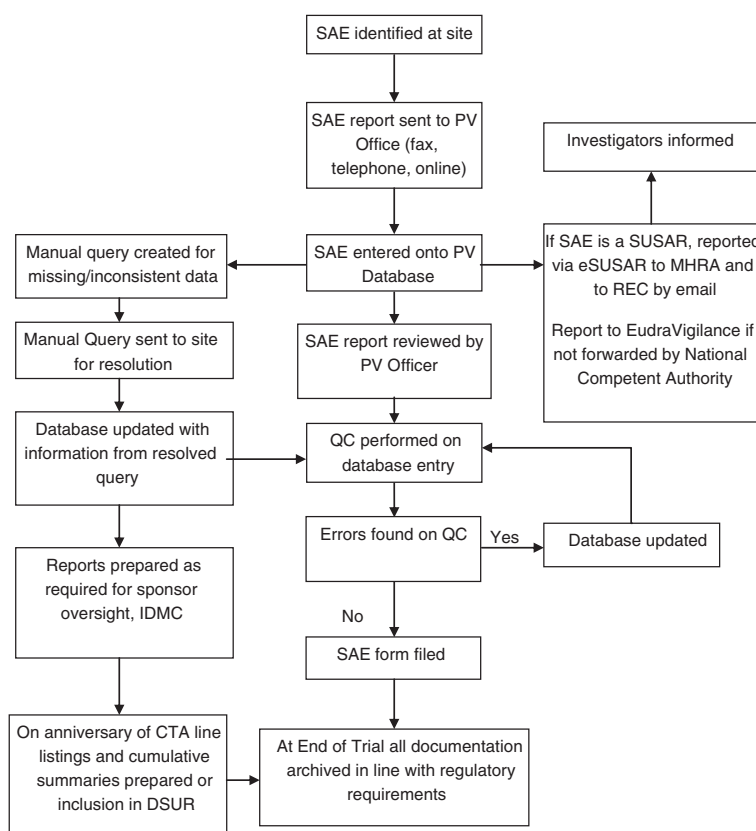 SAE identified at site
SAE report sent to PV
Office (fax,
telephone, online)
Investigators informed
Manual query created for
missing/inconsistent data
SAE entered onto PV
Database
If SAE is a SUSAR, reported
via eSUSAR to MHRA and
to REC by email
Report to EudraVigilance if
not forwarded by National
Competent Authority
Manual Query sent to site
for resolution
SAE report reviewed by
PV Officer
Database updated with
information from resolved
query
QC performed on
database entry
Errors found on QC
Yes
Database updated
Reports prepared as
required for sponsor
oversight, IDMC
No
SAE form filed
On anniversary of CTA line
listings and cumulative
summaries prepared or
inclusion in DSUR
At End of Trial all documentation
archived in line with regulatory
requirements